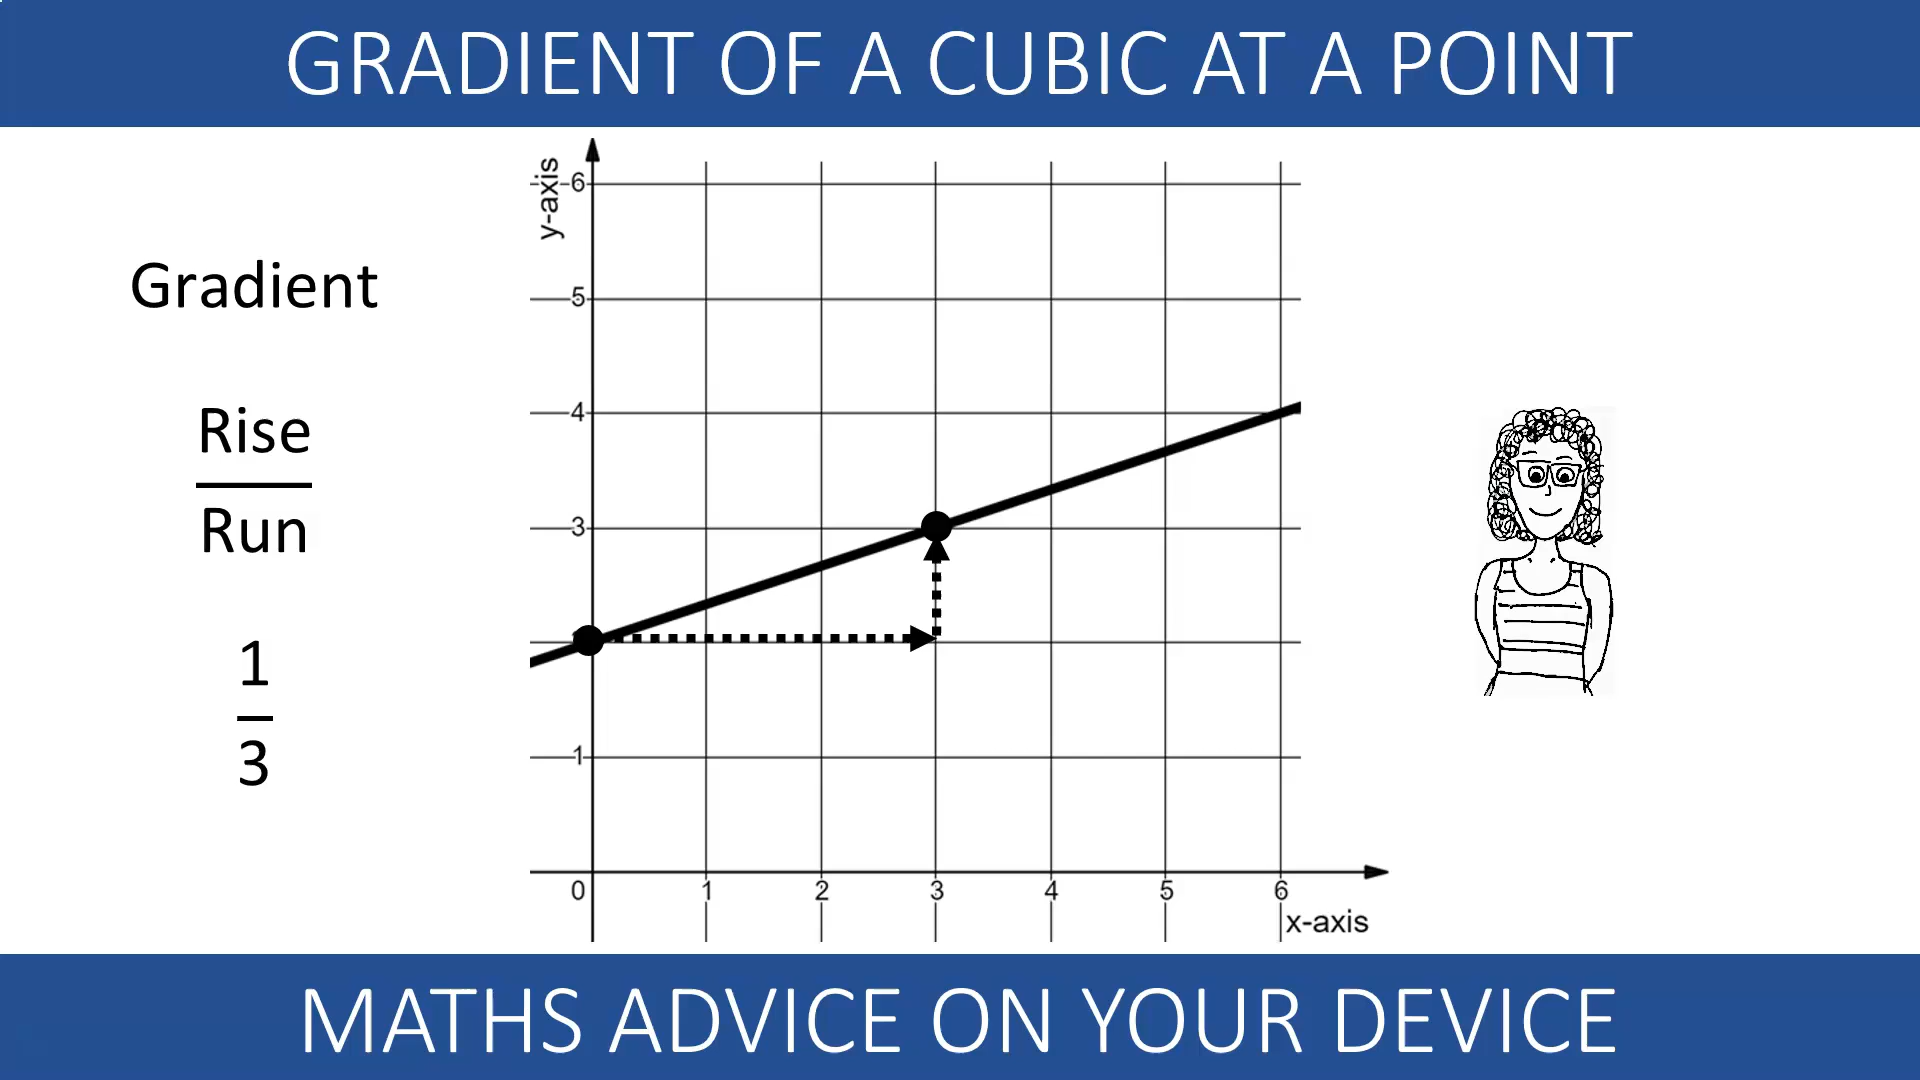 GRADIENT OF A CUBIC AT A POINT
Gradient
Rise
Run
1
3
y-axis
6
5
4
3
1
0 1 2 3 4 5 6
x-axis
MATHS ADVICE ON YOUR DEVICE